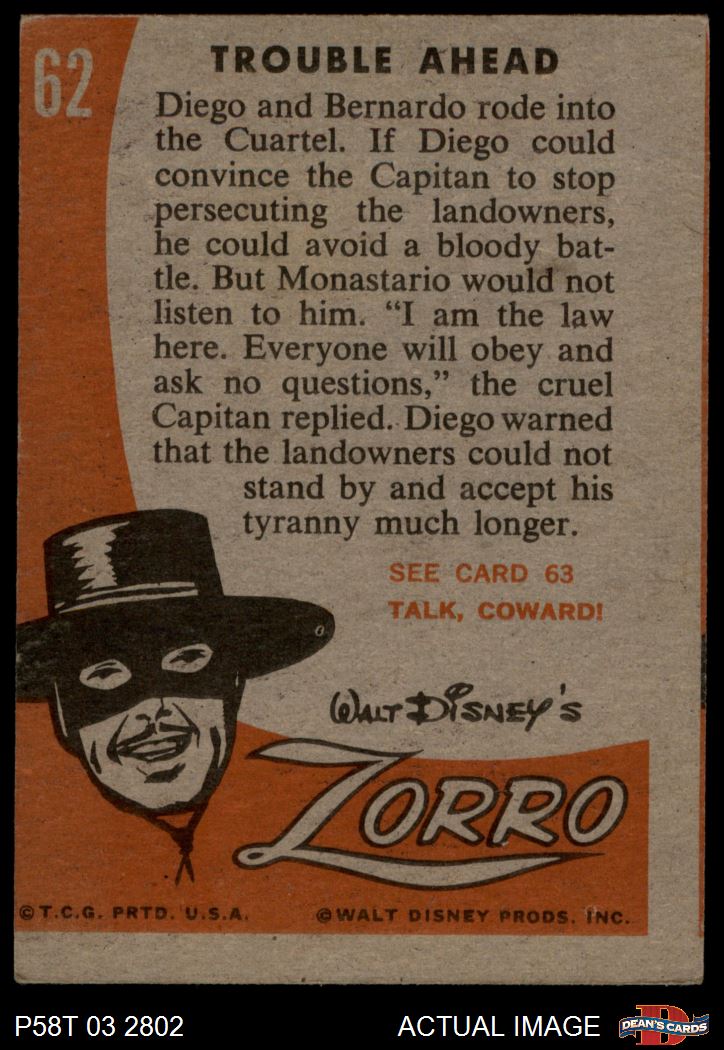 62
TROUBLE AHEAD
Diego and Bernardo rode into
the Cuartel. If Diego could
convince the Capitan to stop
persecuting the landowners,
he could avoid a bloody bat-
tle. But Monastario would not
listen to him. “I am the law
here. Everyone will obey and
ask no questions,” the cruel
Capitan replied. Diego warned
that the landowners could not
stand by and accept his
tyranny much longer.
SEE CARD 63
TALK, COWARD!
WALT DISNEY'S
ZORRO
© T.C.G. PRTD. U.S.A.
© WALT DISNEY PRODS. INC.
P58T 03 2802
ACTUAL IMAGE
D
DEAN'S CARDS